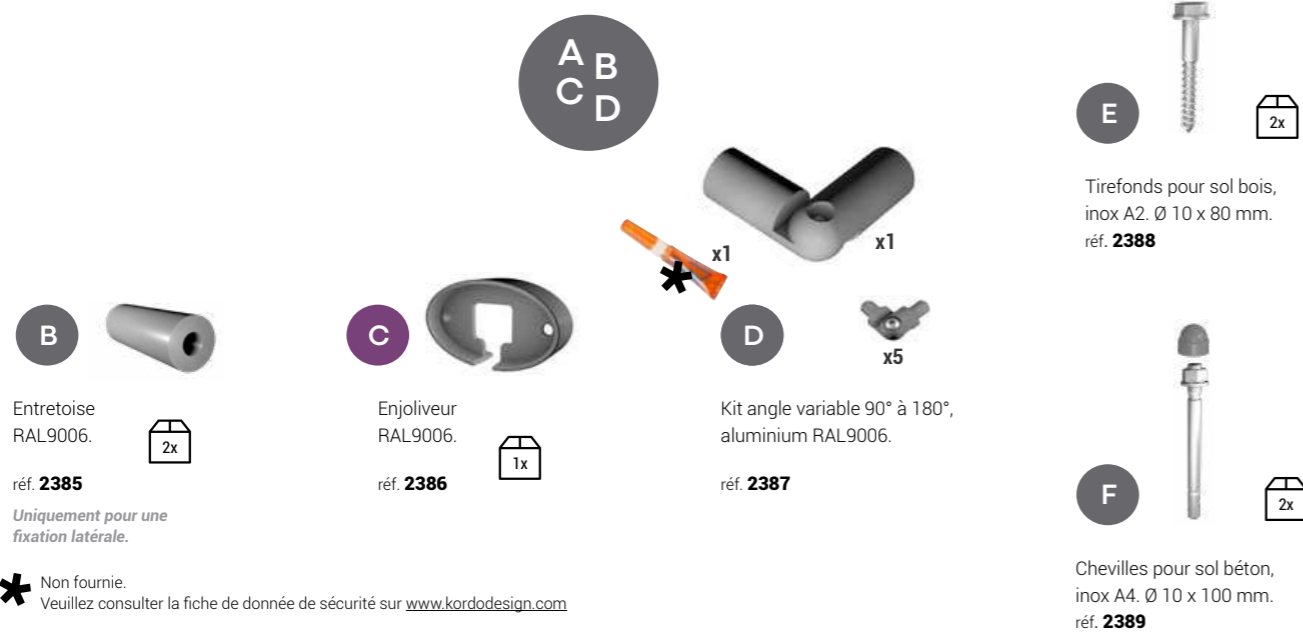 A B
C D
B
2x
Entretoise
RAL9006.
réf. 2385
Uniquement pour une
fixation latérale.
C
1x
Enjoliveur
RAL9006.
réf. 2386
x1
x1
D
x5
Kit angle variable 90° à 180°,
aluminium RAL9006.
réf. 2387
E
2x
Tirefonds pour sol bois,
inox A2. Ø 10 x 80 mm.
réf. 2388
F
2x
Chevilles pour sol béton,
inox A4. Ø 10 x 100 mm.
réf. 2389
* Non fournie.
Veuillez consulter la fiche de donnée de sécurité sur www.kordodesign.com